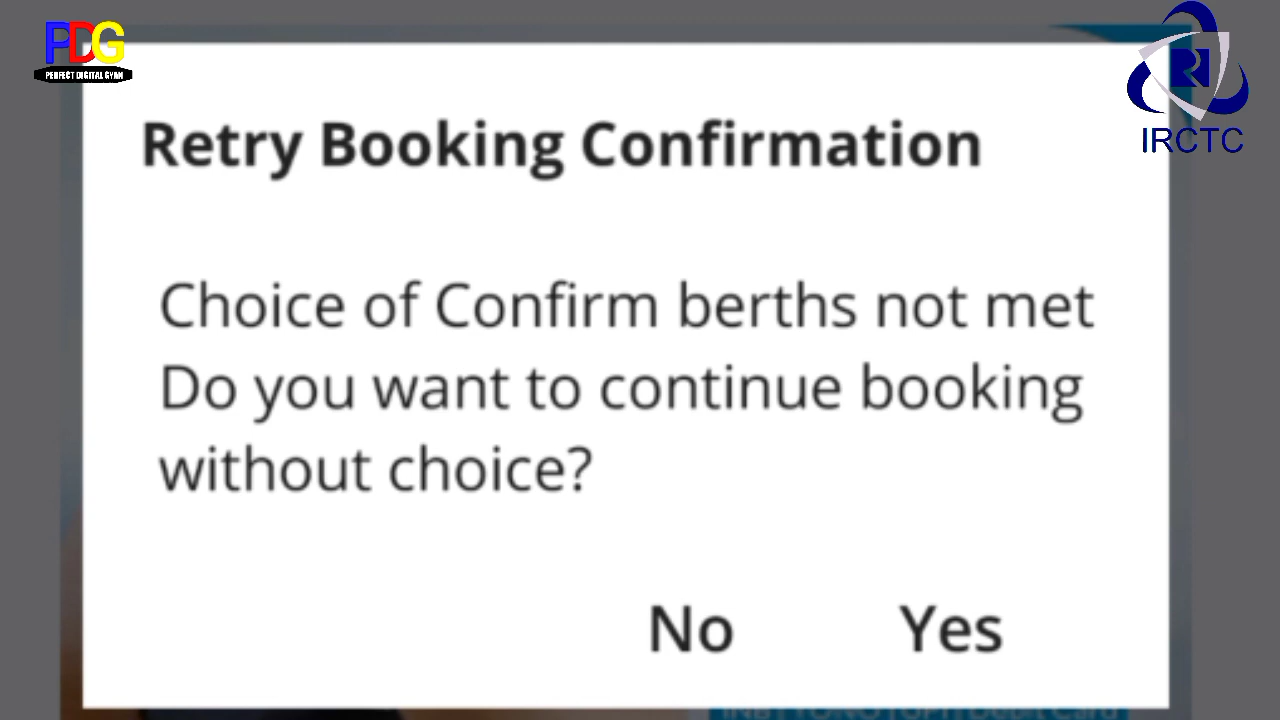 PDG
PERFECT DIGITAL GYAN
IRCTC
Retry Booking Confirmation
Choice of Confirm berths not met
Do you want to continue booking
without choice?
No Yes